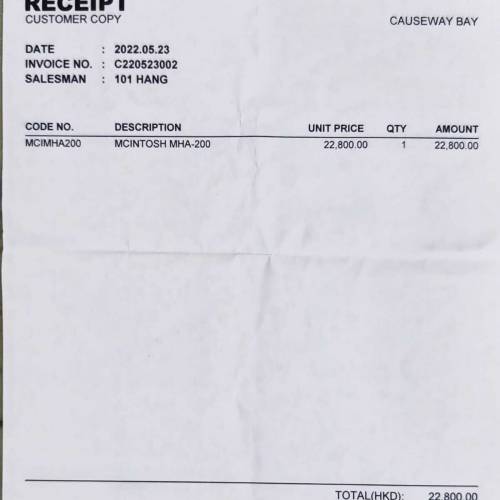 RECEIPT
CUSTOMER COPY CAUSEWAY BAY
DATE : 2022.05.23
INVOICE NO. : C220523002
SALESMAN : 101 HANG
CODE NO. DESCRIPTION UNIT PRICE QTY AMOUNT
MCIMHA200 MCINTOSH MHA-200 22,800.00 1 22,800.00
TOTAL(HKD): 22,800.00